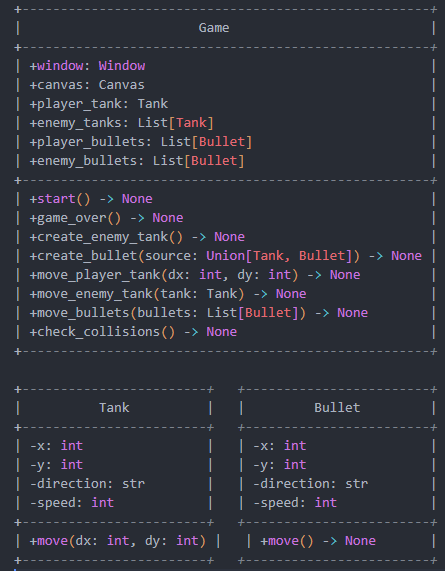 +----------------------------------------------------+
|                       Game                          |
+----------------------------------------------------+
| +window: Window                                     |
| +canvas: Canvas                                     |
| +player_tank: Tank                                  |
| +enemy_tanks: List[Tank]                            |
| +player_bullets: List[Bullet]                       |
| +enemy_bullets: List[Bullet]                        |
+----------------------------------------------------+
| +start() -> None                                    |
| +game_over() -> None                                |
| +create_enemy_tank() -> None                        |
| +create_bullet(source: Union[Tank, Bullet]) -> None |
| +move_player_tank(dx: int, dy: int) -> None         |
| +move_enemy_tank(tank: Tank) -> None                |
| +move_bullets(bullets: List[Bullet]) -> None        |
| +check_collisions() -> None                         |
+----------------------------------------------------+
+------------------------+   +------------------------+
|          Tank          |   |         Bullet         |
+------------------------+   +------------------------+
| -x: int                |   | -x: int                |
| -y: int                |   | -y: int                |
| -direction: str        |   | -direction: str        |
| -speed: int            |   | -speed: int            |
+------------------------+   +------------------------+
| +move(dx: int, dy: int) |   | +move() -> None       |
+------------------------+   +------------------------+